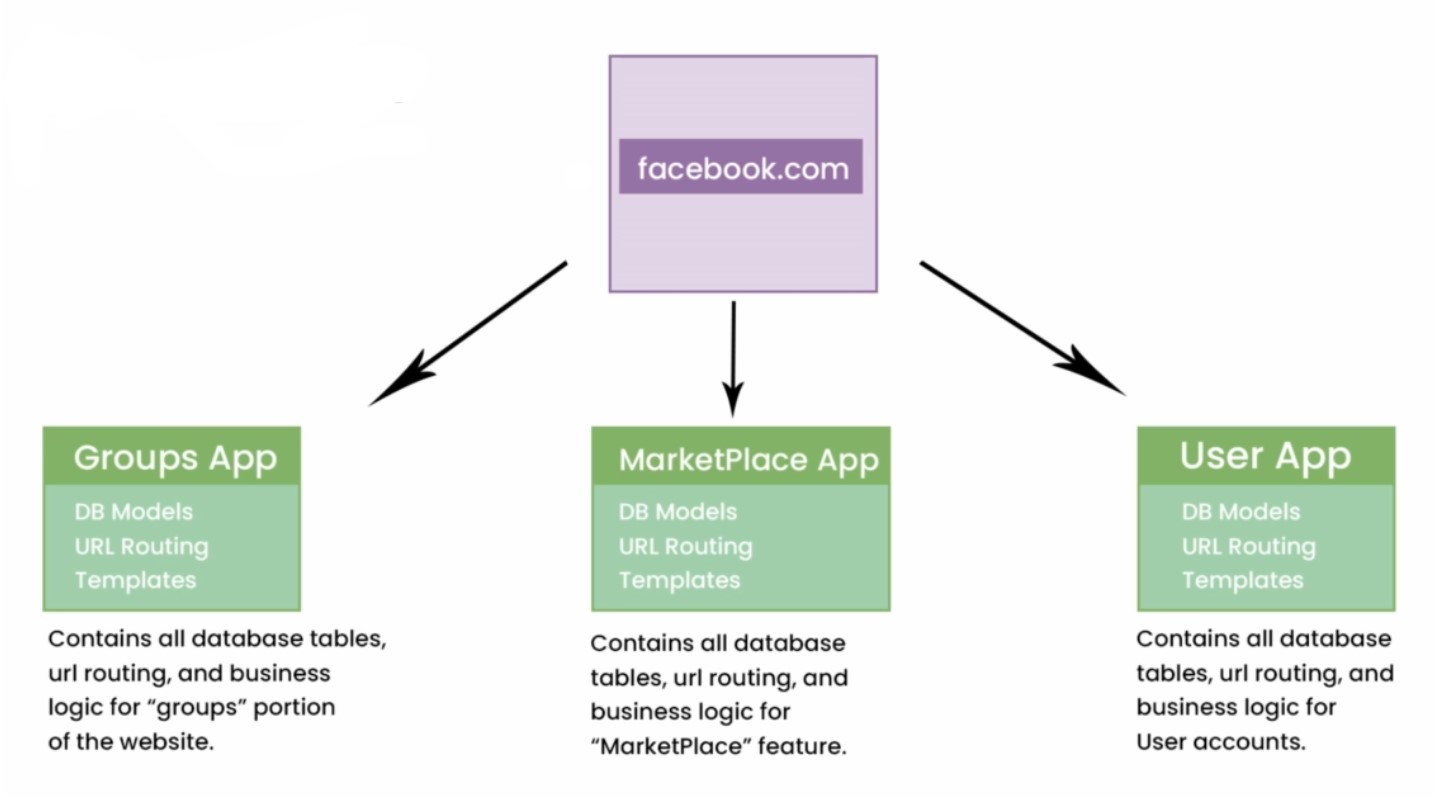 facebook.com
Groups App
DB Models
URL Routing
Templates
Contains all database tables,
url routing, and business
logic for “groups” portion
of the website.
MarketPlace App
DB Models
URL Routing
Templates
Contains all database
tables, url routing, and
business logic for
“MarketPlace” feature.
User App
DB Models
URL Routing
Templates
Contains all database
tables, url routing, and
business logic for
User accounts.